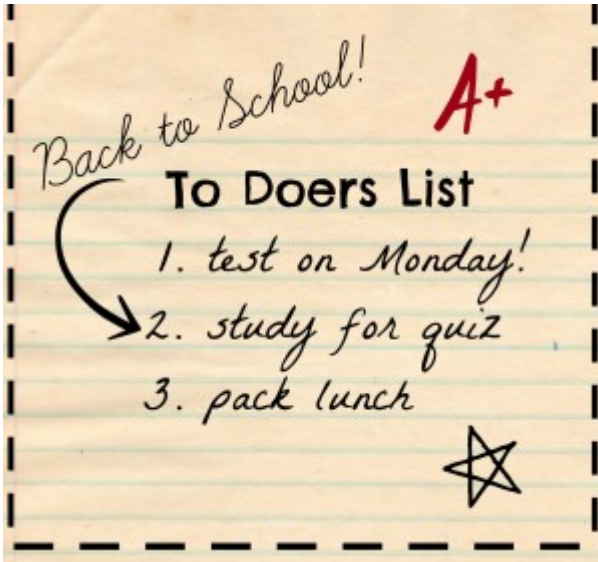 Back to School!
A+
To Doers List
1. test on Monday!
2. study for quiz
3. pack lunch